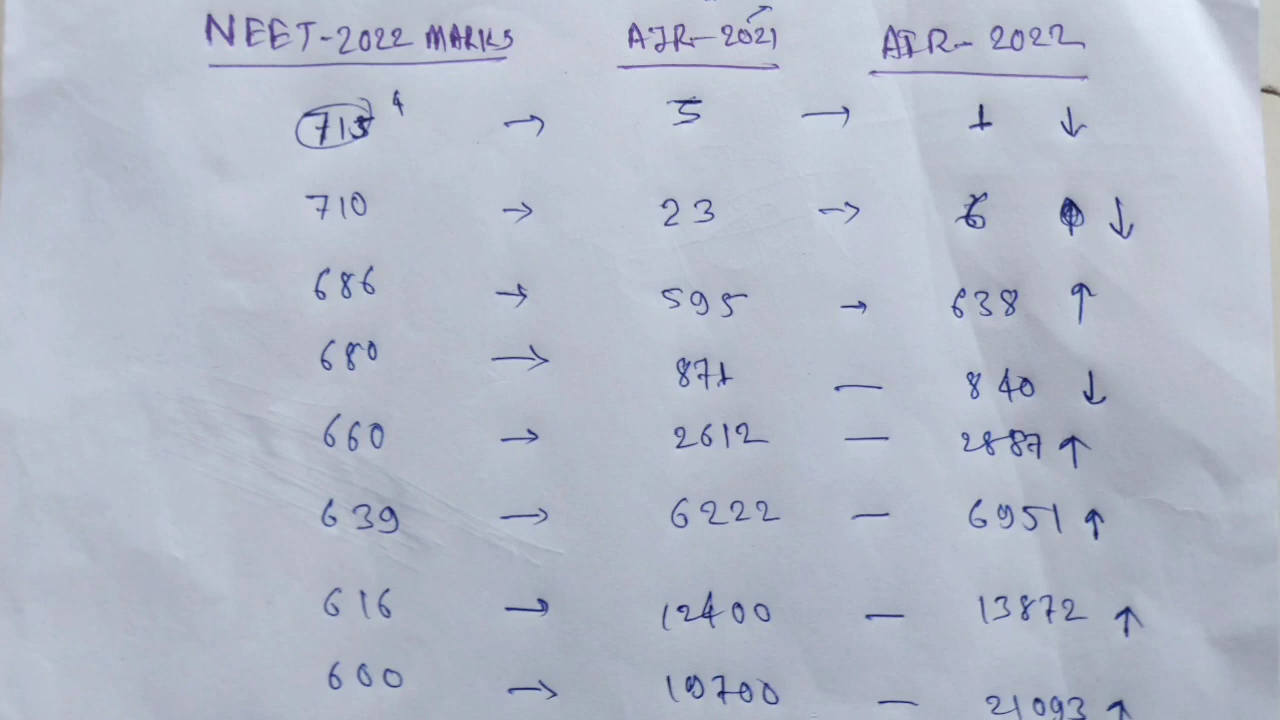 NEET-2022 MARKS AIR-2021 AIR-2022
715 → 5 → 1 ↓
710 → 23 → 6 ↓
686 → 595 → 638 ↑
680 → 871 — 840 ↓
660 → 2612 — 2887 ↑
639 → 6222 — 6951 ↑
616 → 12400 — 13872 ↑
600 → 19700 — 21093 ↑